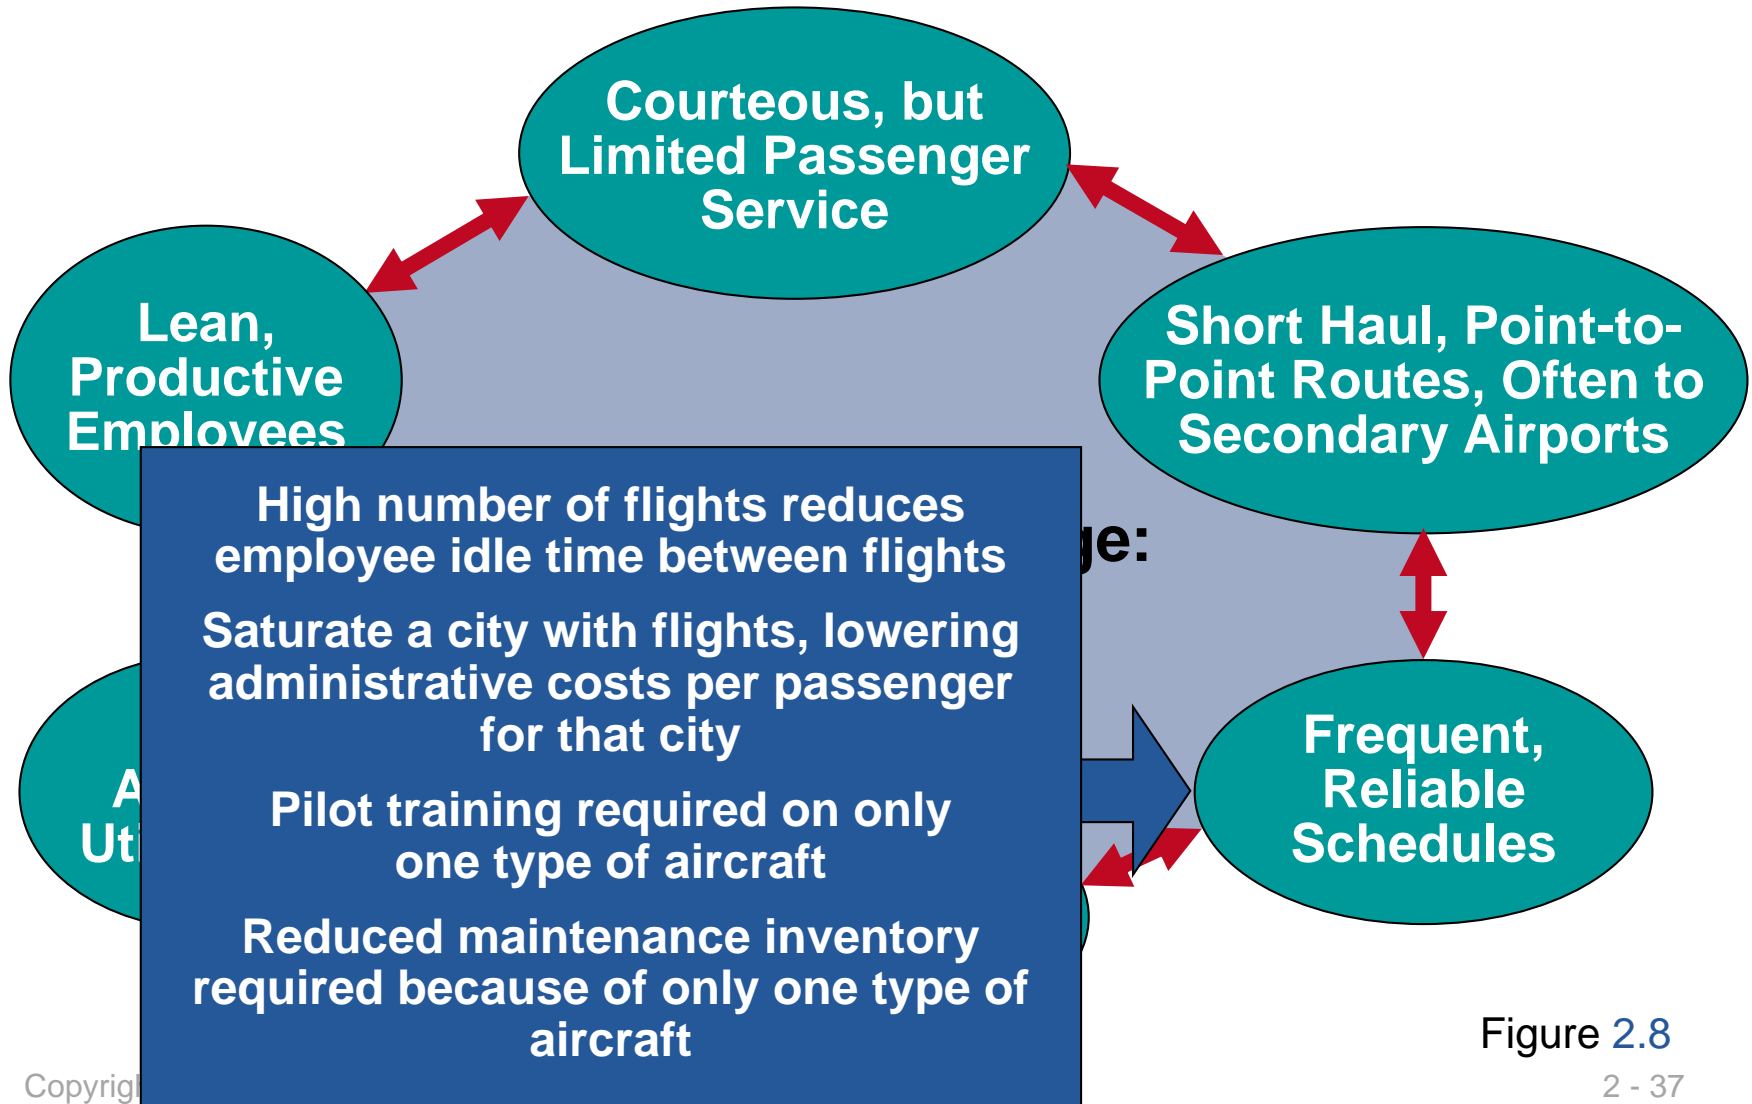 Courteous, but
Limited Passenger
Service
Lean,
Productive
Employees
Short Haul, Point-to-
Point Routes, Often to
Secondary Airports
High number of flights reduces
employee idle time between flights
Saturate a city with flights, lowering
administrative costs per passenger
for that city
Pilot training required on only
one type of aircraft
Reduced maintenance inventory
required because of only one type of
aircraft
ge:
Frequent,
Reliable
Schedules
A
Uti
Figure 2.8
Copyrig
2 - 37